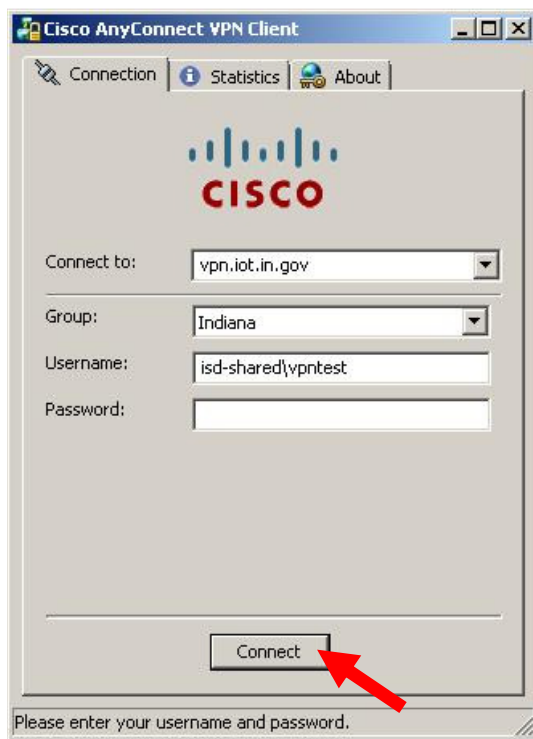 Cisco AnyConnect VPN Client
Connection Statistics About
CISCO
Connect to: vpn.iot.in.gov
Group: Indiana
Username: isd-shared\vpntest
Password:
Connect
Please enter your username and password.